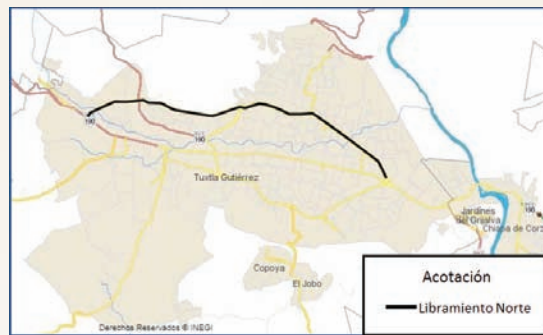 190
190
Tuxtla Gutiérrez
Jardines
del Grijalva
190
Chiapa de Corzo
Copoya
El Jobo
Acotación
Libramiento Norte
Derechos Reservados © INEGI